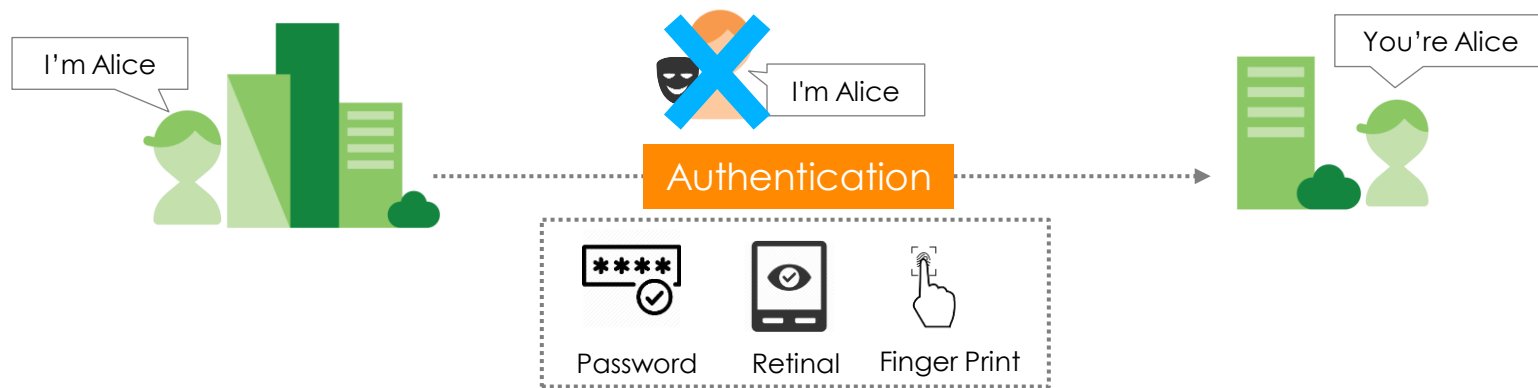 I'm Alice
I'm Alice
You're Alice
Authentication
****
Password
Retinal
Finger Print